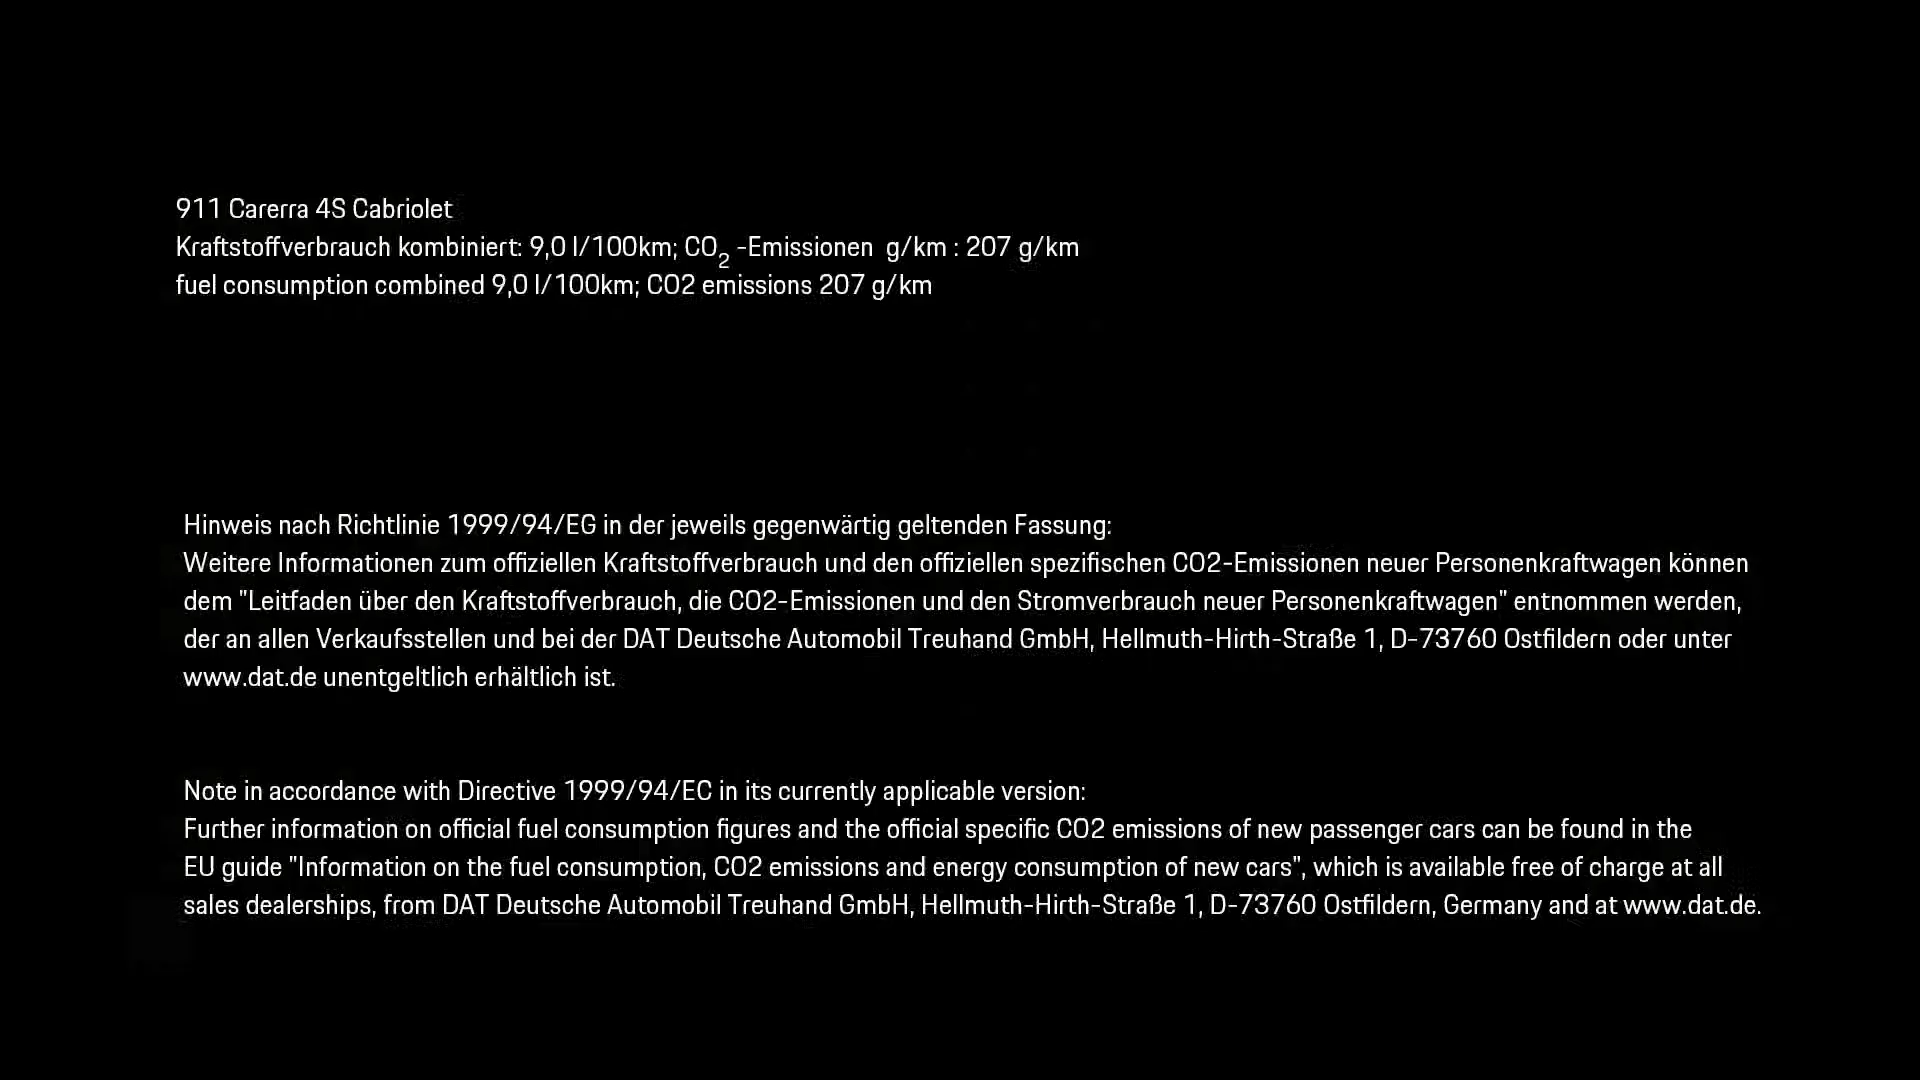 911 Carerra 4S Cabriolet
Kraftstoffverbrauch kombiniert: 9,0 l/100km; CO₂ -Emissionen  g/km : 207 g/km
fuel consumption combined 9,0 l/100km; CO2 emissions 207 g/km
Hinweis nach Richtlinie 1999/94/EG in der jeweils gegenwärtig geltenden Fassung:
Weitere Informationen zum offiziellen Kraftstoffverbrauch und den offiziellen spezifischen CO2-Emissionen neuer Personenkraftwagen können
dem "Leitfaden über den Kraftstoffverbrauch, die CO2-Emissionen und den Stromverbrauch neuer Personenkraftwagen" entnommen werden,
der an allen Verkaufsstellen und bei der DAT Deutsche Automobil Treuhand GmbH, Hellmuth-Hirth-Straße 1, D-73760 Ostfildern oder unter
www.dat.de unentgeltlich erhältlich ist.
Note in accordance with Directive 1999/94/EC in its currently applicable version:
Further information on official fuel consumption figures and the official specific CO2 emissions of new passenger cars can be found in the
EU guide "Information on the fuel consumption, CO2 emissions and energy consumption of new cars", which is available free of charge at all
sales dealerships, from DAT Deutsche Automobil Treuhand GmbH, Hellmuth-Hirth-Straße 1, D-73760 Ostfildern, Germany and at www.dat.de.